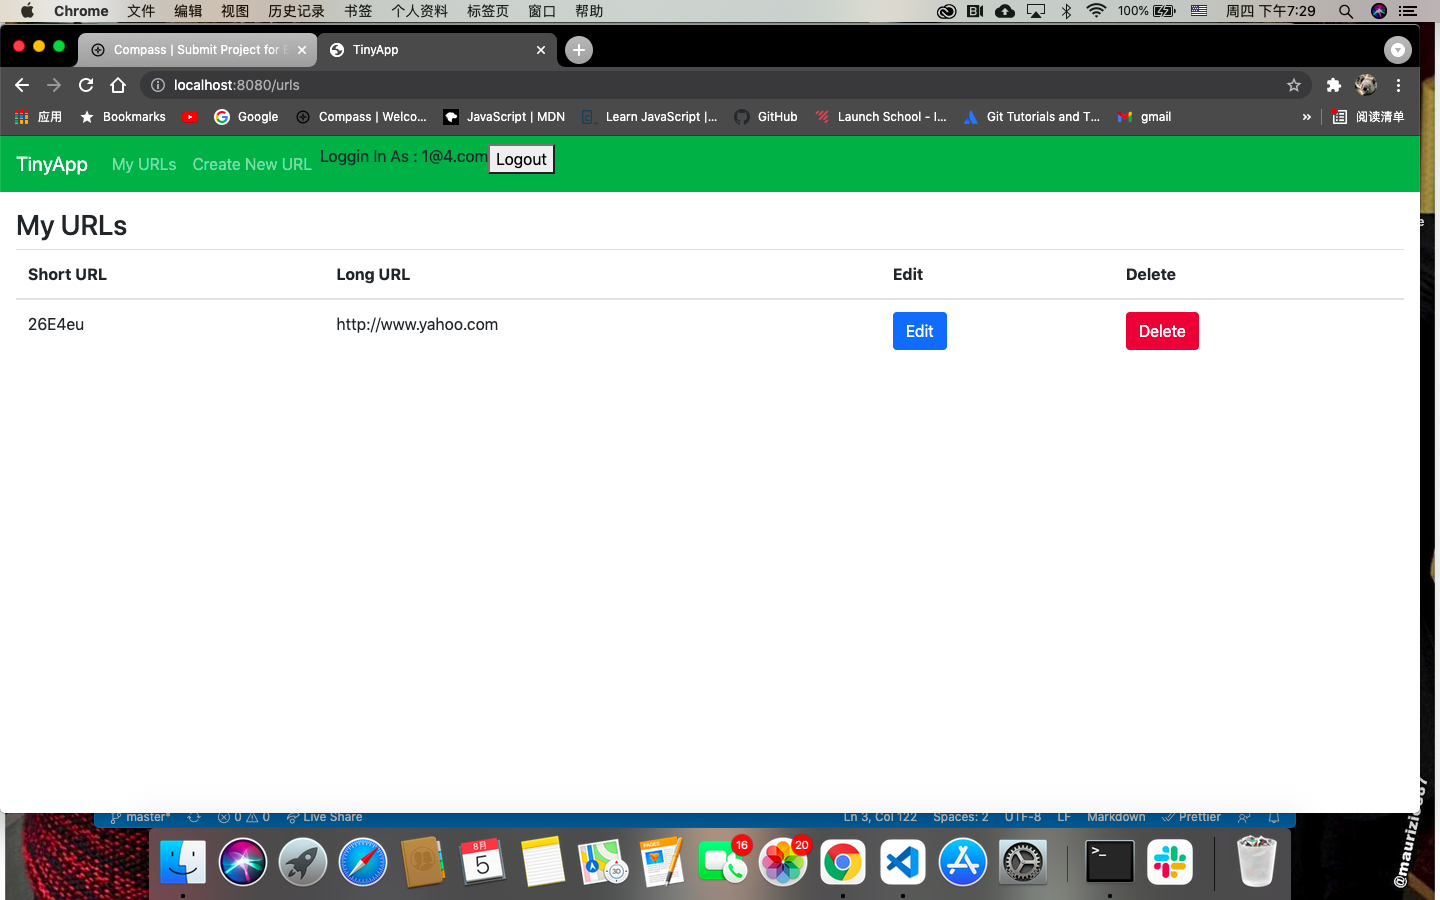 Chrome 文件 编辑 视图 历史记录 书签 个人资料 标签页 窗口 帮助 100% 周四 下午7:29
Compass | Submit Project for TinyApp
localhost:8080/urls
应用 Bookmarks Google Compass | Welco... JavaScript | MDN Learn JavaScript |... GitHub Launch School - I... Git Tutorials and T... gmail » 阅读清单
TinyApp My URLs Create New URL Loggin In As : 1@4.com Logout
My URLs
Short URL Long URL Edit Delete
26E4eu http://www.yahoo.com Edit Delete
master* 0 0 Live Share Ln 3, Col 122 Spaces: 2 UTF-8 LF Markdown Prettier
8月
5
3D
PAGES
16
20
>_